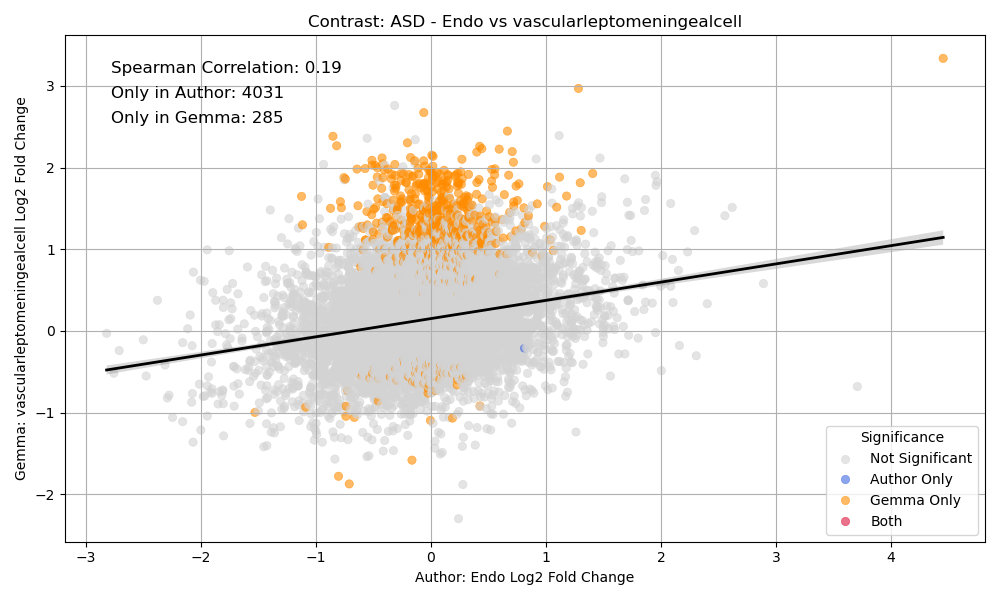 Contrast: ASD - Endo vs vascularleptomeningealcell
Spearman Correlation: 0.19
Only in Author: 4031
Only in Gemma: 285
Gemma: vascularleptomeningealcell Log2 Fold Change
3
2
1
0
−1
−2
−3
−2
−1
0
1
2
3
4
Author: Endo Log2 Fold Change
Significance
Not Significant
Author Only
Gemma Only
Both